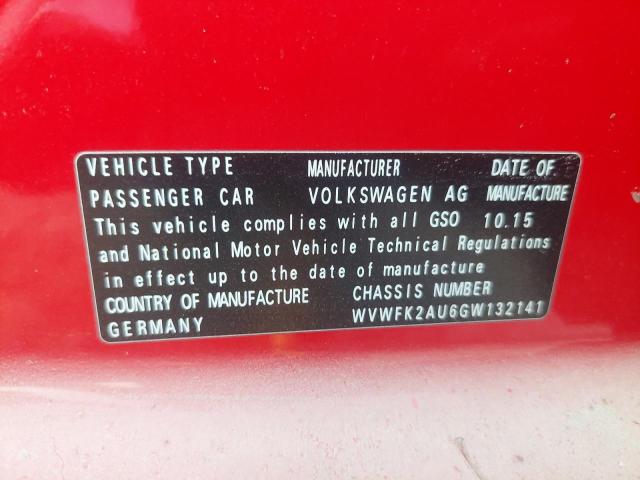 VEHICLE TYPE MANUFACTURER DATE OF
PASSENGER CAR VOLKSWAGEN AG MANUFACTURE
This vehicle complies with all GSO 10.15
and National Motor Vehicle Technical Regulations
in effect up to the date of manufacture
COUNTRY OF MANUFACTURE CHASSIS NUMBER
GERMANY WVWFK2AU6GW132141